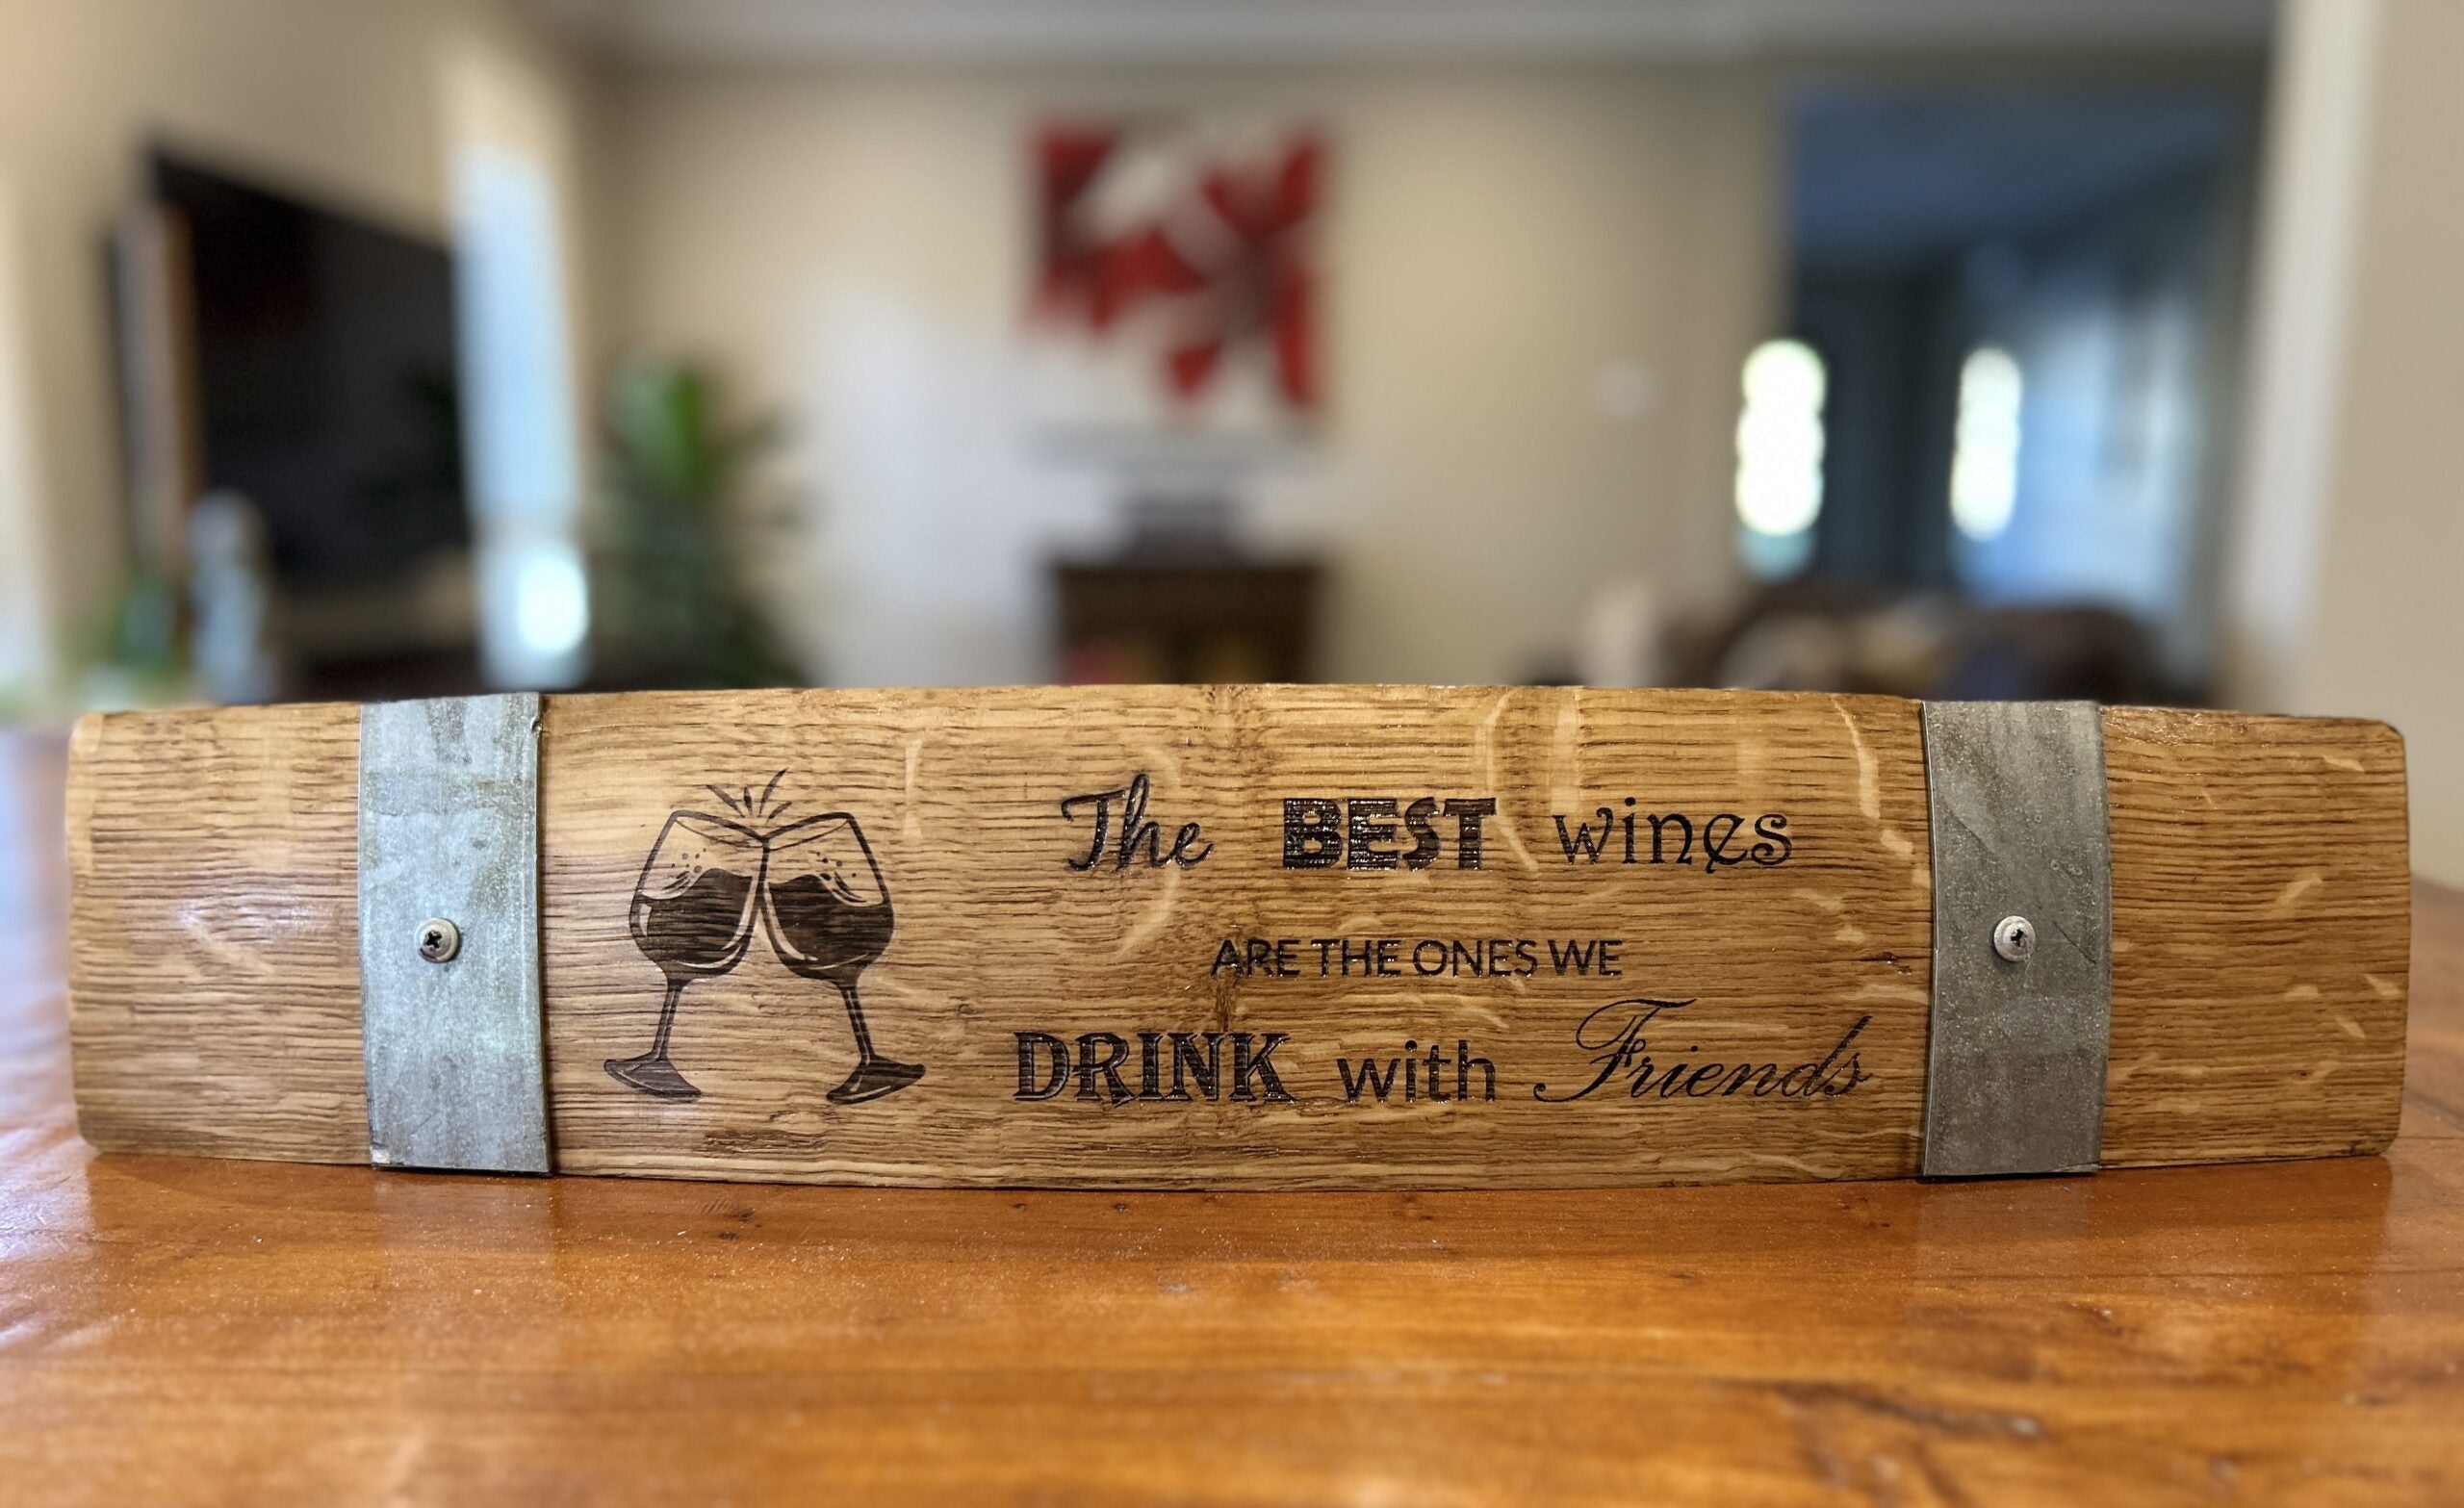 The BEST wines
ARE THE ONES WE
DRINK with Friends